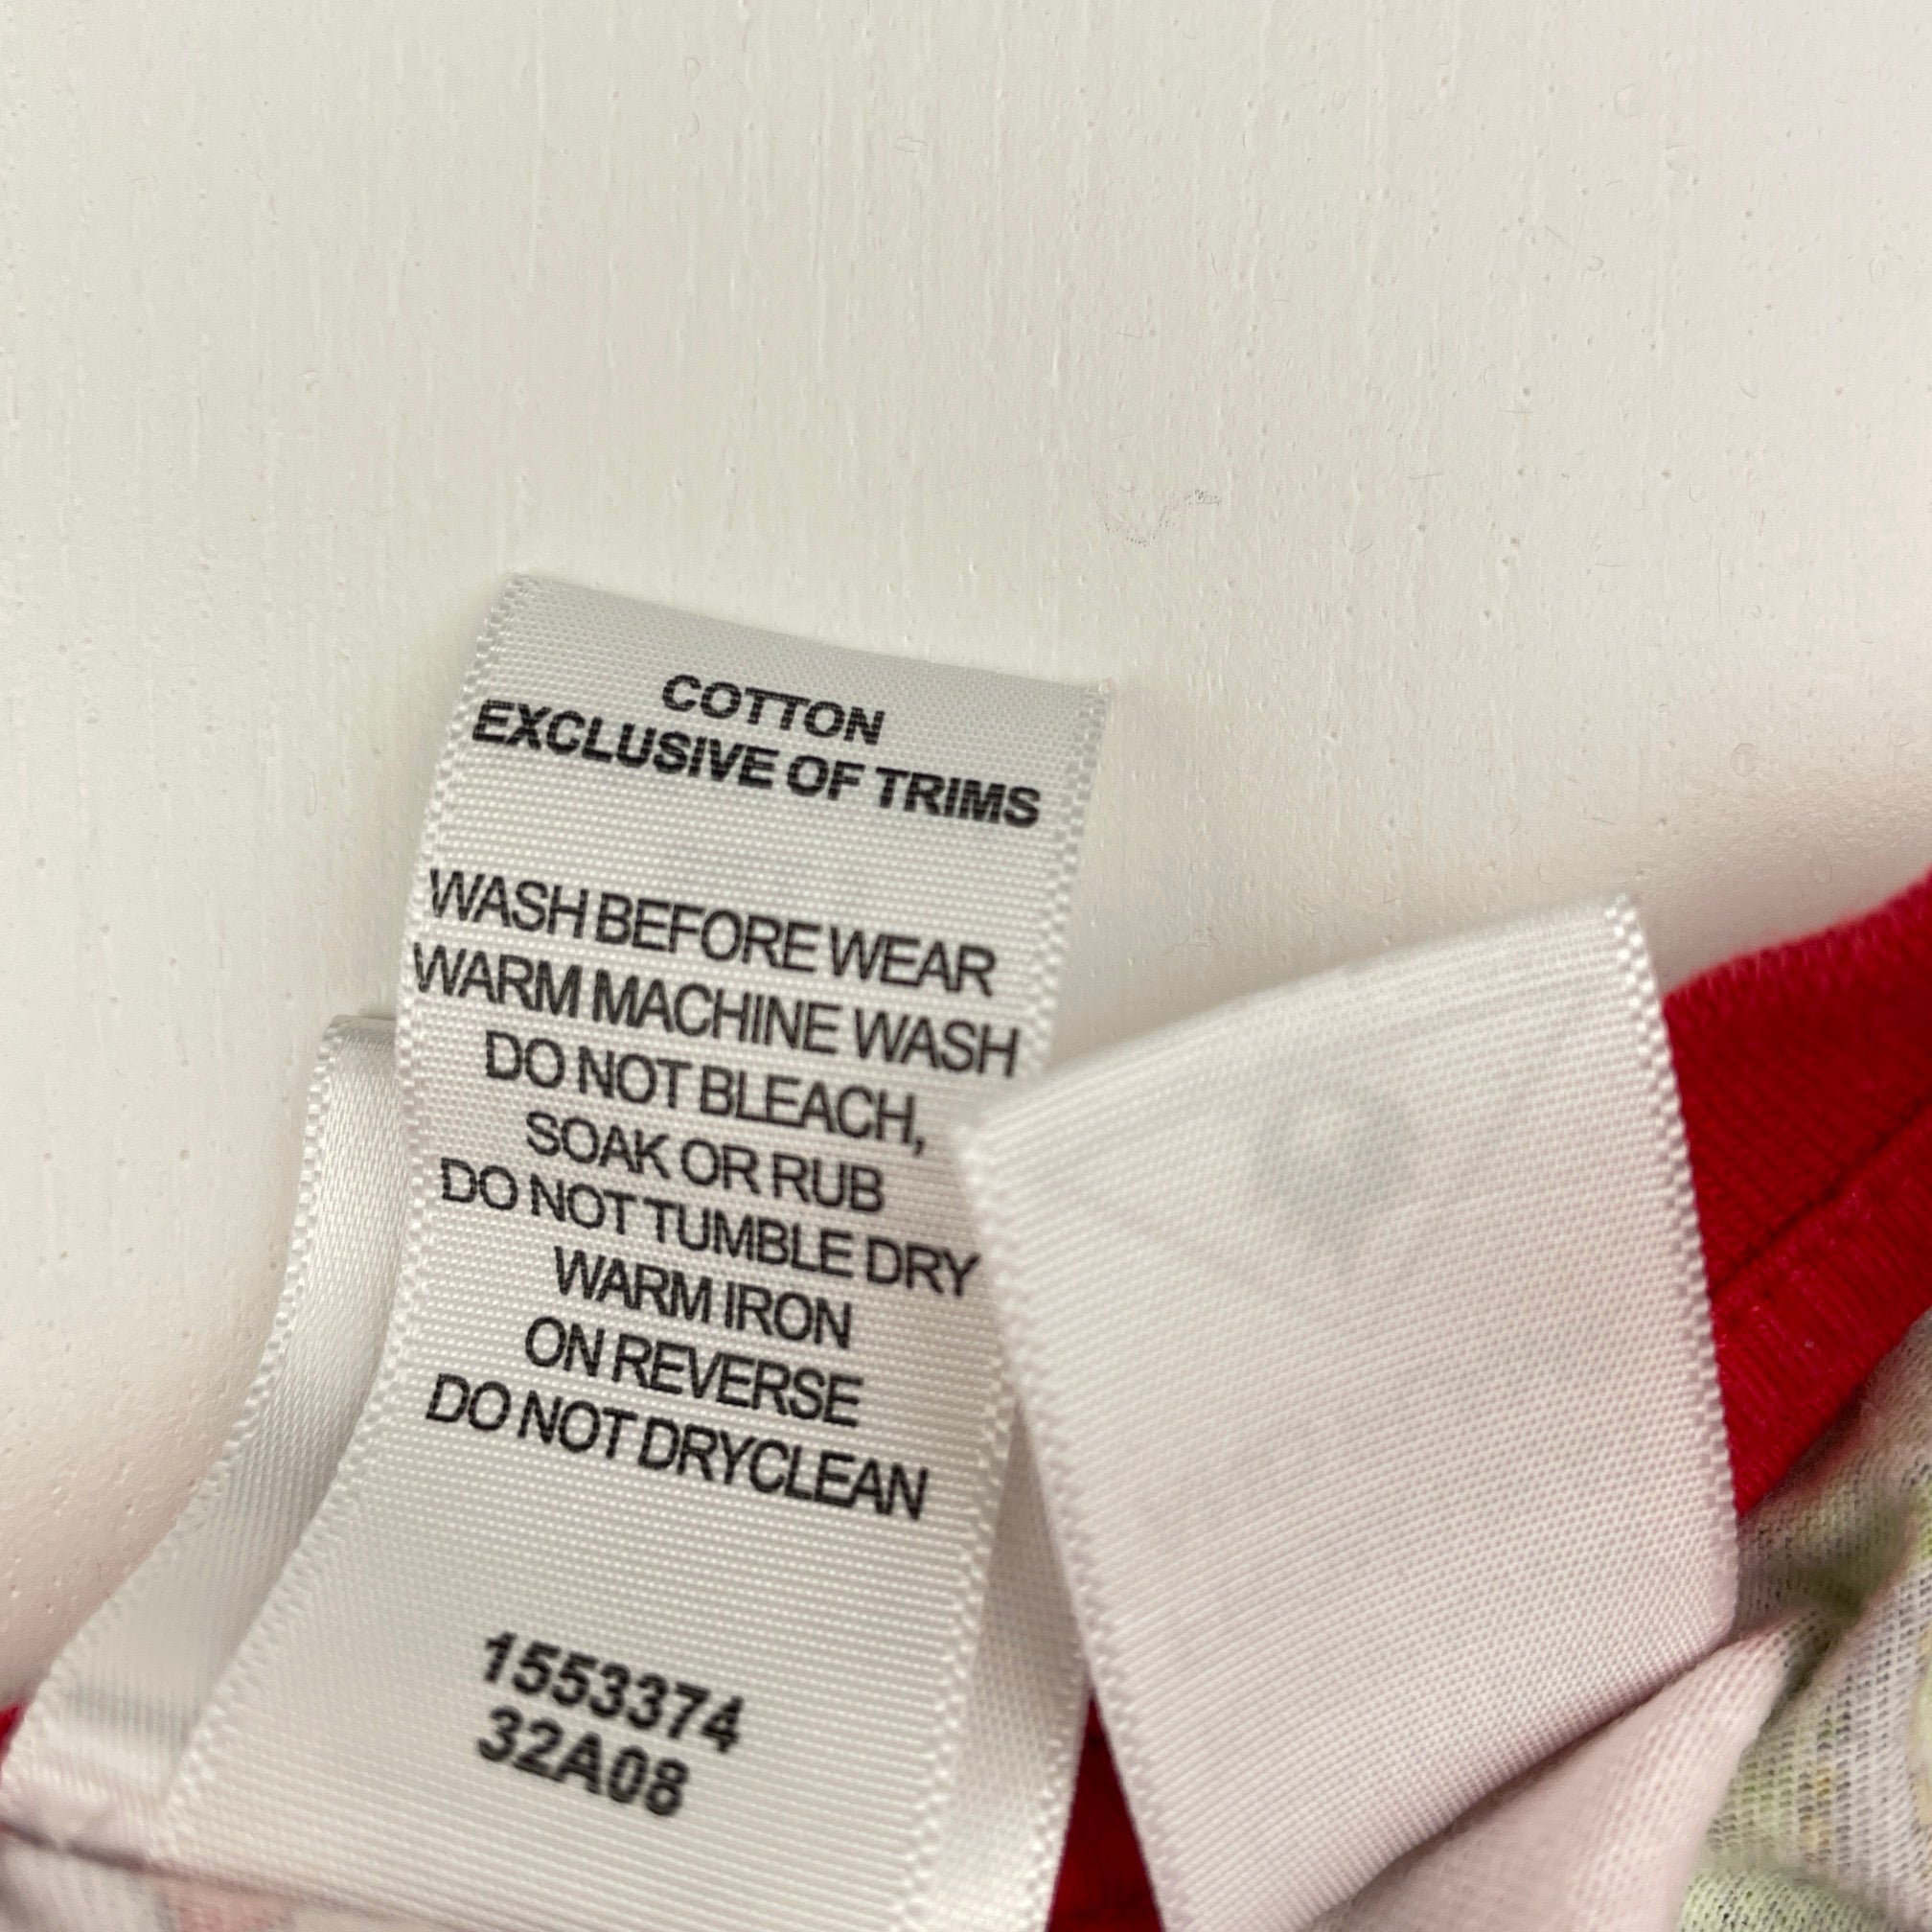 COTTON
EXCLUSIVE OF TRIMS
WASH BEFORE WEAR
WARM MACHINE WASH
DO NOT BLEACH,
SOAK OR RUB
DO NOT TUMBLE DRY
WARM IRON
ON REVERSE
DO NOT DRYCLEAN
1553374
32A08